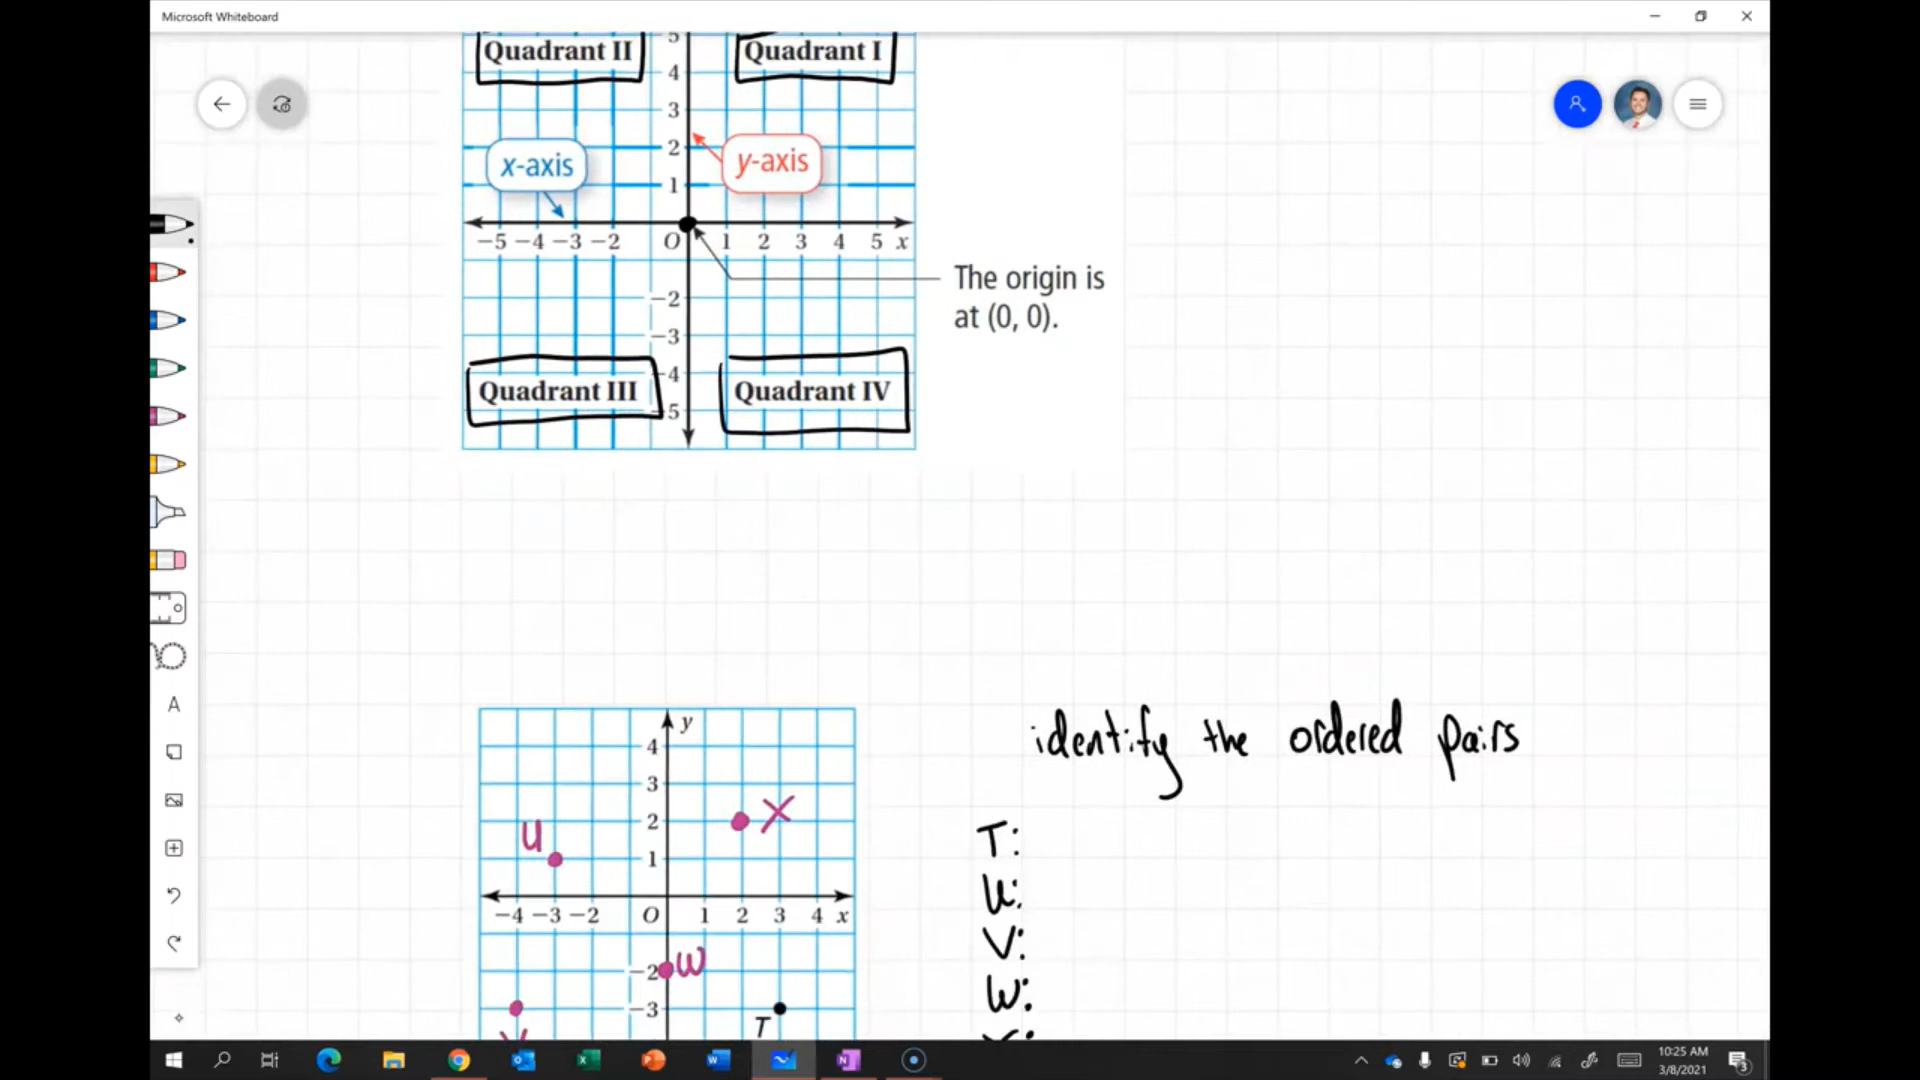 Microsoft Whiteboard
Quadrant II
Quadrant I
5
4
3
2
1
x-axis
y-axis
−5 −4 −3 −2 O 1 2 3 4 5 x
The origin is
at (0, 0).
−2
−3
−4
5
Quadrant III
Quadrant IV
identify the ordered pairs
y
4
3
2
1
u
X
−4 −3 −2 O 1 2 3 4 x
−2
w
−3
T
T:
U:
V:
W:
A
10:25 AM
3/8/2021